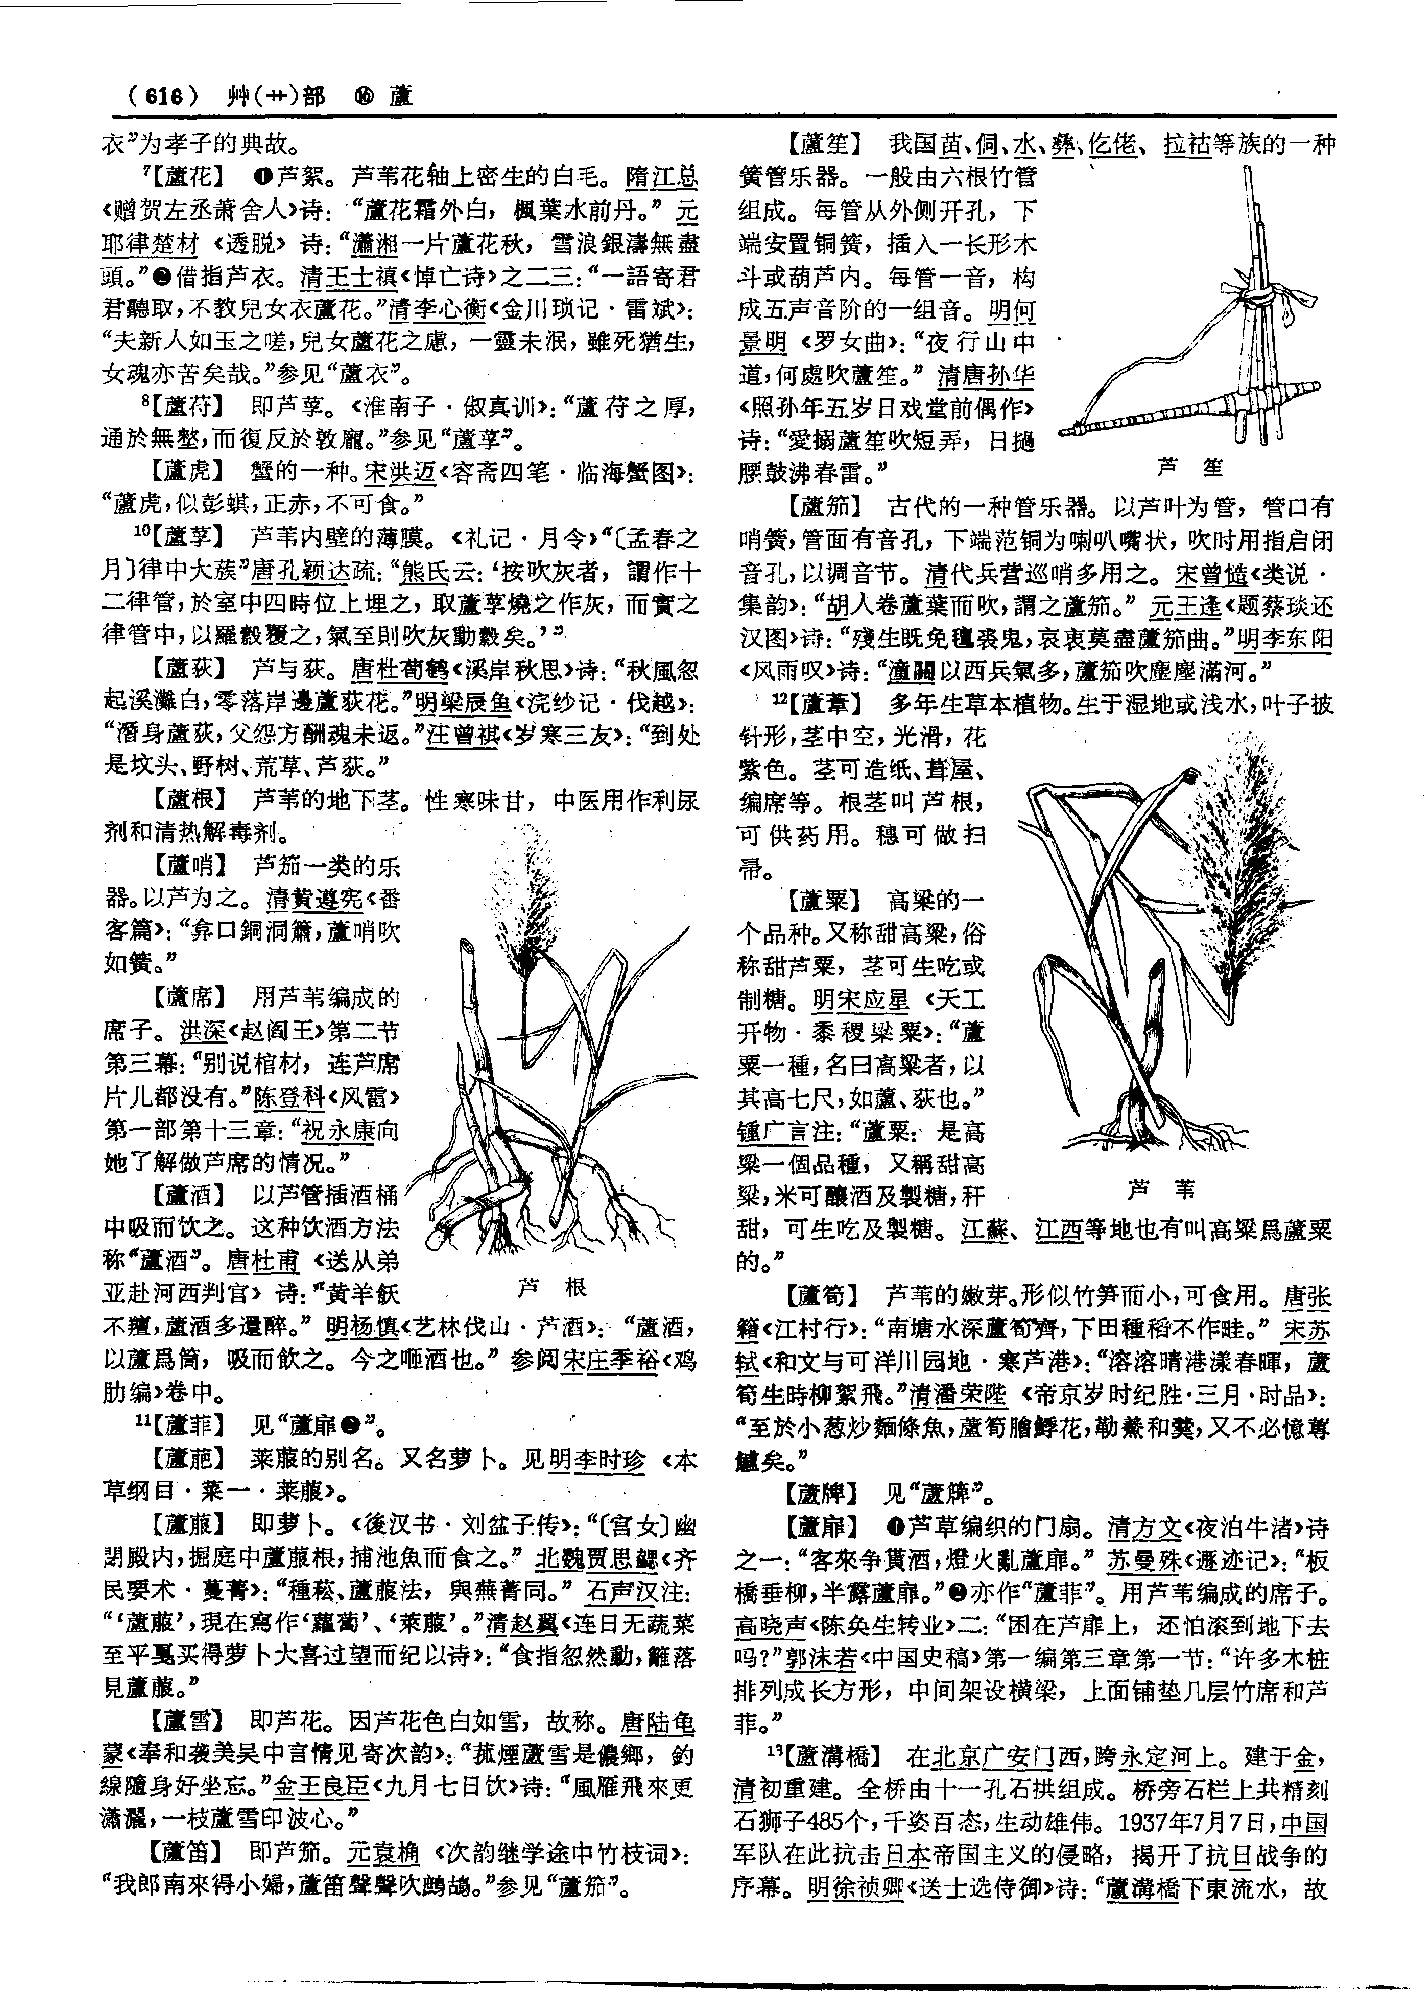 (616) 艸(艹)部 ⑯ 蘆
衣”为孝子的典故。
⁷【蘆花】 ❶芦絮。芦苇花轴上密生的白毛。隋江总
《赠贺左丞萧舍人》诗：“蘆花霜外白，楓葉水前丹。”元
耶律楚材《透脱》诗：“瀟湘一片蘆花秋，雪浪銀濤無盡
頭。”❷借指芦衣。清王士禛《悼亡诗》之二三：“一語寄君
君聽取，不教兒女衣蘆花。”清李心衡《金川琐记·雷斌》：
“夫新人如玉之嗟，兒女蘆花之慮，一靈未泯，雖死猶生，
女魂亦苦矣哉。”参见“蘆衣”。
⁸【蘆苻】 即芦莩。《淮南子·俶真训》：“蘆苻之厚，
通於無𡐦，而復反於敦龐。”参见“蘆莩”。
【蘆虎】 蟹的一种。宋洪迈《容斋四笔·临海蟹图》：
“蘆虎，似彭蜞，正赤，不可食。”
¹⁰【蘆莩】 芦苇内壁的薄膜。《礼记·月令》“〔孟春之
月〕律中大蔟”唐孔颖达疏：“熊氏云：‘按吹灰者，謂作十
二律管，於室中四時位上埋之，取蘆莩燒之作灰，而實之
律管中，以羅縠覆之，氣至則吹灰動縠矣。’”
【蘆荻】 芦与荻。唐杜荀鹤《溪岸秋思》诗：“秋風忽
起溪灘白，零落岸邊蘆荻花。”明梁辰鱼《浣纱记·伐越》：
“潛身蘆荻，父怨方酬魂未返。”汪曾祺《岁寒三友》：“到处
是坟头、野树、荒草、芦荻。”
【蘆根】 芦苇的地下茎。性寒味甘，中医用作利尿
剂和清热解毒剂。
【蘆哨】 芦笳一类的乐
器。以芦为之。清黄遵宪《番
客篇》：“弇口銅洞簫，蘆哨吹
如簧。”
【蘆席】 用芦苇编成的
席子。洪深《赵阎王》第二节
第三幕：“别说棺材，连芦席
片儿都没有。”陈登科《风雷》
第一部第十三章：“祝永康向
她了解做芦席的情况。”
【蘆酒】 以芦管插酒桶
中吸而饮之。这种饮酒方法
称“蘆酒”。唐杜甫《送从弟
亚赴河西判官》诗：“黄羊飫
不羶，蘆酒多還醉。”明杨慎《艺林伐山·芦酒》：“蘆酒，
以蘆爲筒，吸而飲之。今之咂酒也。”参阅宋庄季裕《鸡
肋编》卷中。
芦 根
¹¹【蘆菲】 见“蘆扉❷”。
【蘆萉】 莱菔的别名。又名萝卜。见明李时珍《本
草纲目·菜一·莱菔》。
【蘆菔】 即萝卜。《後汉书·刘盆子传》：“〔宫女〕幽
閉殿内，掘庭中蘆菔根，捕池魚而食之。”北魏贾思勰《齐
民要术·蔓菁》：“種菘、蘆菔法，與蕪菁同。”石声汉注：
“‘蘆菔’，現在寫作‘蘿蔔’、‘萊菔’。”清赵翼《连日无蔬菜
至平戛买得萝卜大喜过望而纪以诗》：“食指忽然動，籬落
見蘆菔。”
【蘆雪】 即芦花。因芦花色白如雪，故称。唐陆龟
蒙《奉和袭美吴中言情见寄次韵》：“菰煙蘆雪是儂鄉，釣
線隨身好坐忘。”金王良臣《九月七日饮》诗：“風雁飛來更
瀟灑，一枝蘆雪印波心。”
【蘆笛】 即芦笳。元袁桷《次韵继学途中竹枝词》：
“我郎南來得小婦，蘆笛聲聲吹鷓鴣。”参见“蘆笳”。
【蘆笙】 我国苗、侗、水、彝、仡佬、拉祜等族的一种
簧管乐器。一般由六根竹管
组成。每管从外侧开孔，下
端安置铜簧，插入一长形木
斗或葫芦内。每管一音，构
成五声音阶的一组音。明何
景明《罗女曲》：“夜行山中
道，何處吹蘆笙。”清唐孙华
《照孙年五岁日戏堂前偶作》
诗：“愛搦蘆笙吹短弄，日撾
腰鼓沸春雷。”
芦 笙
【蘆笳】 古代的一种管乐器。以芦叶为管，管口有
哨簧，管面有音孔，下端范铜为喇叭嘴状，吹时用指启闭
音孔，以调音节。清代兵营巡哨多用之。宋曾慥《类说·
集韵》：“胡人卷蘆葉而吹，謂之蘆笳。”元王逢《题蔡琰还
汉图》诗：“殘生既免氊裘鬼，哀衷莫盡蘆笳曲。”明李东阳
《风雨叹》诗：“潼關以西兵氣多，蘆笳吹塵塵滿河。”
¹²【蘆葦】 多年生草本植物。生于湿地或浅水，叶子披
针形，茎中空，光滑，花
紫色。茎可造纸、葺屋、
编席等。根茎叫芦根，
可供药用。穗可做扫
帚。
【蘆粟】 高粱的一
个品种。又称甜高粱，俗
称甜芦粟，茎可生吃或
制糖。明宋应星《天工
开物·黍稷粱粟》：“蘆
粟一種，名曰高粱者，以
其高七尺，如蘆、荻也。”
锺广言注：“蘆粟：是高
粱一個品種，又稱甜高
粱，米可釀酒及製糖，秆
甜，可生吃及製糖。江蘇、江西等地也有叫高粱爲蘆粟
的。”
芦 苇
【蘆筍】 芦苇的嫩芽。形似竹笋而小，可食用。唐张
籍《江村行》：“南塘水深蘆筍齊，下田種稻不作畦。”宋苏
轼《和文与可洋川园地·寒芦港》：“溶溶晴港漾春暉，蘆
筍生時柳絮飛。”清潘荣陛《帝京岁时纪胜·三月·时品》：
“至於小葱炒麵條魚，蘆筍膾鱘花，勒鯗和羹，又不必憶蓴
鱸矣。”
【蘆牌】 见“蘆簰”。
【蘆扉】 ❶芦草编织的门扇。清方文《夜泊牛渚》诗
之一：“客來争貰酒，燈火亂蘆扉。”苏曼殊《遯迹记》：“板
橋垂柳，半露蘆扉。”❷亦作“蘆菲”。用芦苇编成的席子。
高晓声《陈奂生转业》二：“困在芦扉上，还怕滚到地下去
吗？”郭沫若《中国史稿》第一编第三章第一节：“许多木桩
排列成长方形，中间架设横梁，上面铺垫几层竹席和芦
菲。”
¹³【蘆溝橋】 在北京广安门西，跨永定河上。建于金，
清初重建。全桥由十一孔石拱组成。桥旁石栏上共精刻
石狮子485个，千姿百态，生动雄伟。1937年7月7日，中国
军队在此抗击日本帝国主义的侵略，揭开了抗日战争的
序幕。明徐祯卿《送士选侍御》诗：“蘆溝橋下東流水，故